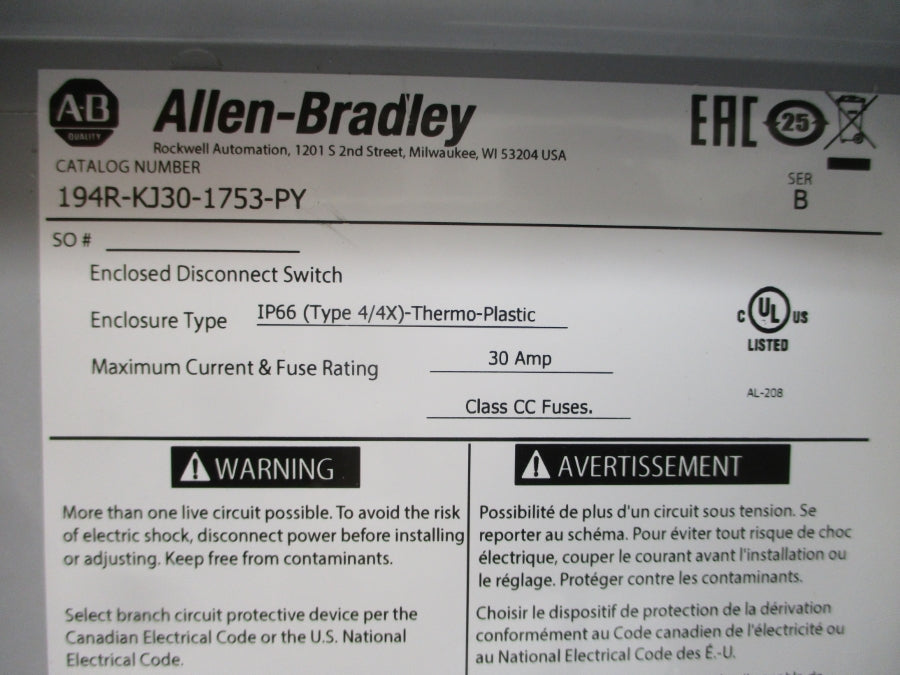 A-B
QUALITY
Allen-Bradley
Rockwell Automation, 1201 S 2nd Street, Milwaukee, WI 53204 USA
EAC 25
CATALOG NUMBER
194R-KJ30-1753-PY
SER
B
SO #
Enclosed Disconnect Switch
Enclosure Type IP66 (Type 4/4X)-Thermo-Plastic
Maximum Current & Fuse Rating 30 Amp
Class CC Fuses.
c UL US
LISTED
AL-208
WARNING
More than one live circuit possible. To avoid the risk
of electric shock, disconnect power before installing
or adjusting. Keep free from contaminants.
Select branch circuit protective device per the
Canadian Electrical Code or the U.S. National
Electrical Code.
AVERTISSEMENT
Possibilité de plus d'un circuit sous tension. Se
reporter au schéma. Pour éviter tout risque de choc
électrique, couper le courant avant l'installation ou
le réglage. Protéger contre les contaminants.
Choisir le dispositif de protection de la dérivation
conformément au Code canadien de l'électricité ou
au National Electrical Code des É.-U.